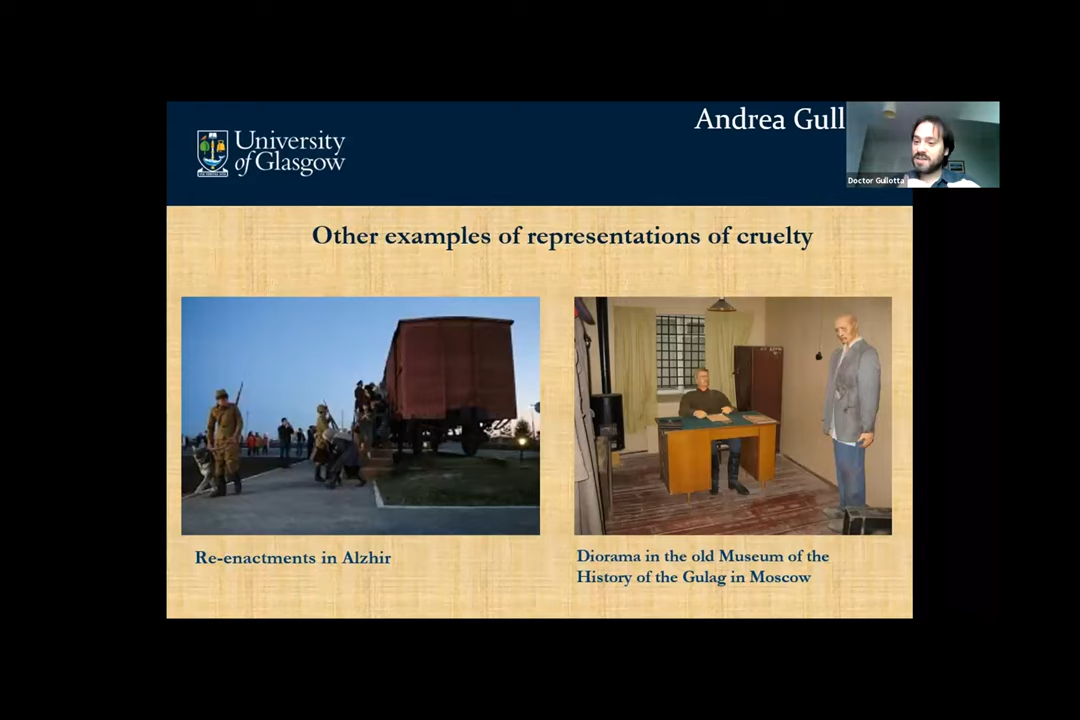 University
of Glasgow
Andrea Gull
Doctor Gullotta
Other examples of representations of cruelty
Re-enactments in Alzhir
Diorama in the old Museum of the
History of the Gulag in Moscow